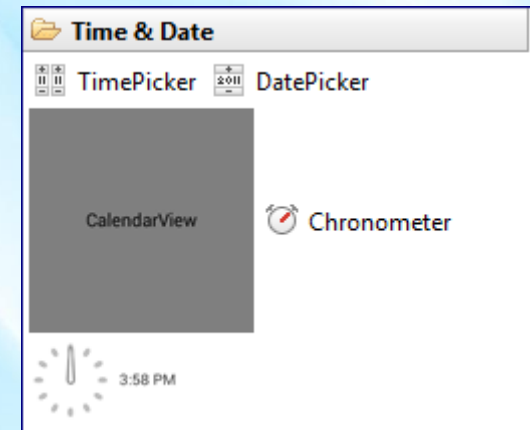 Time & Date
TimePicker DatePicker
CalendarView
Chronometer
3:58 PM